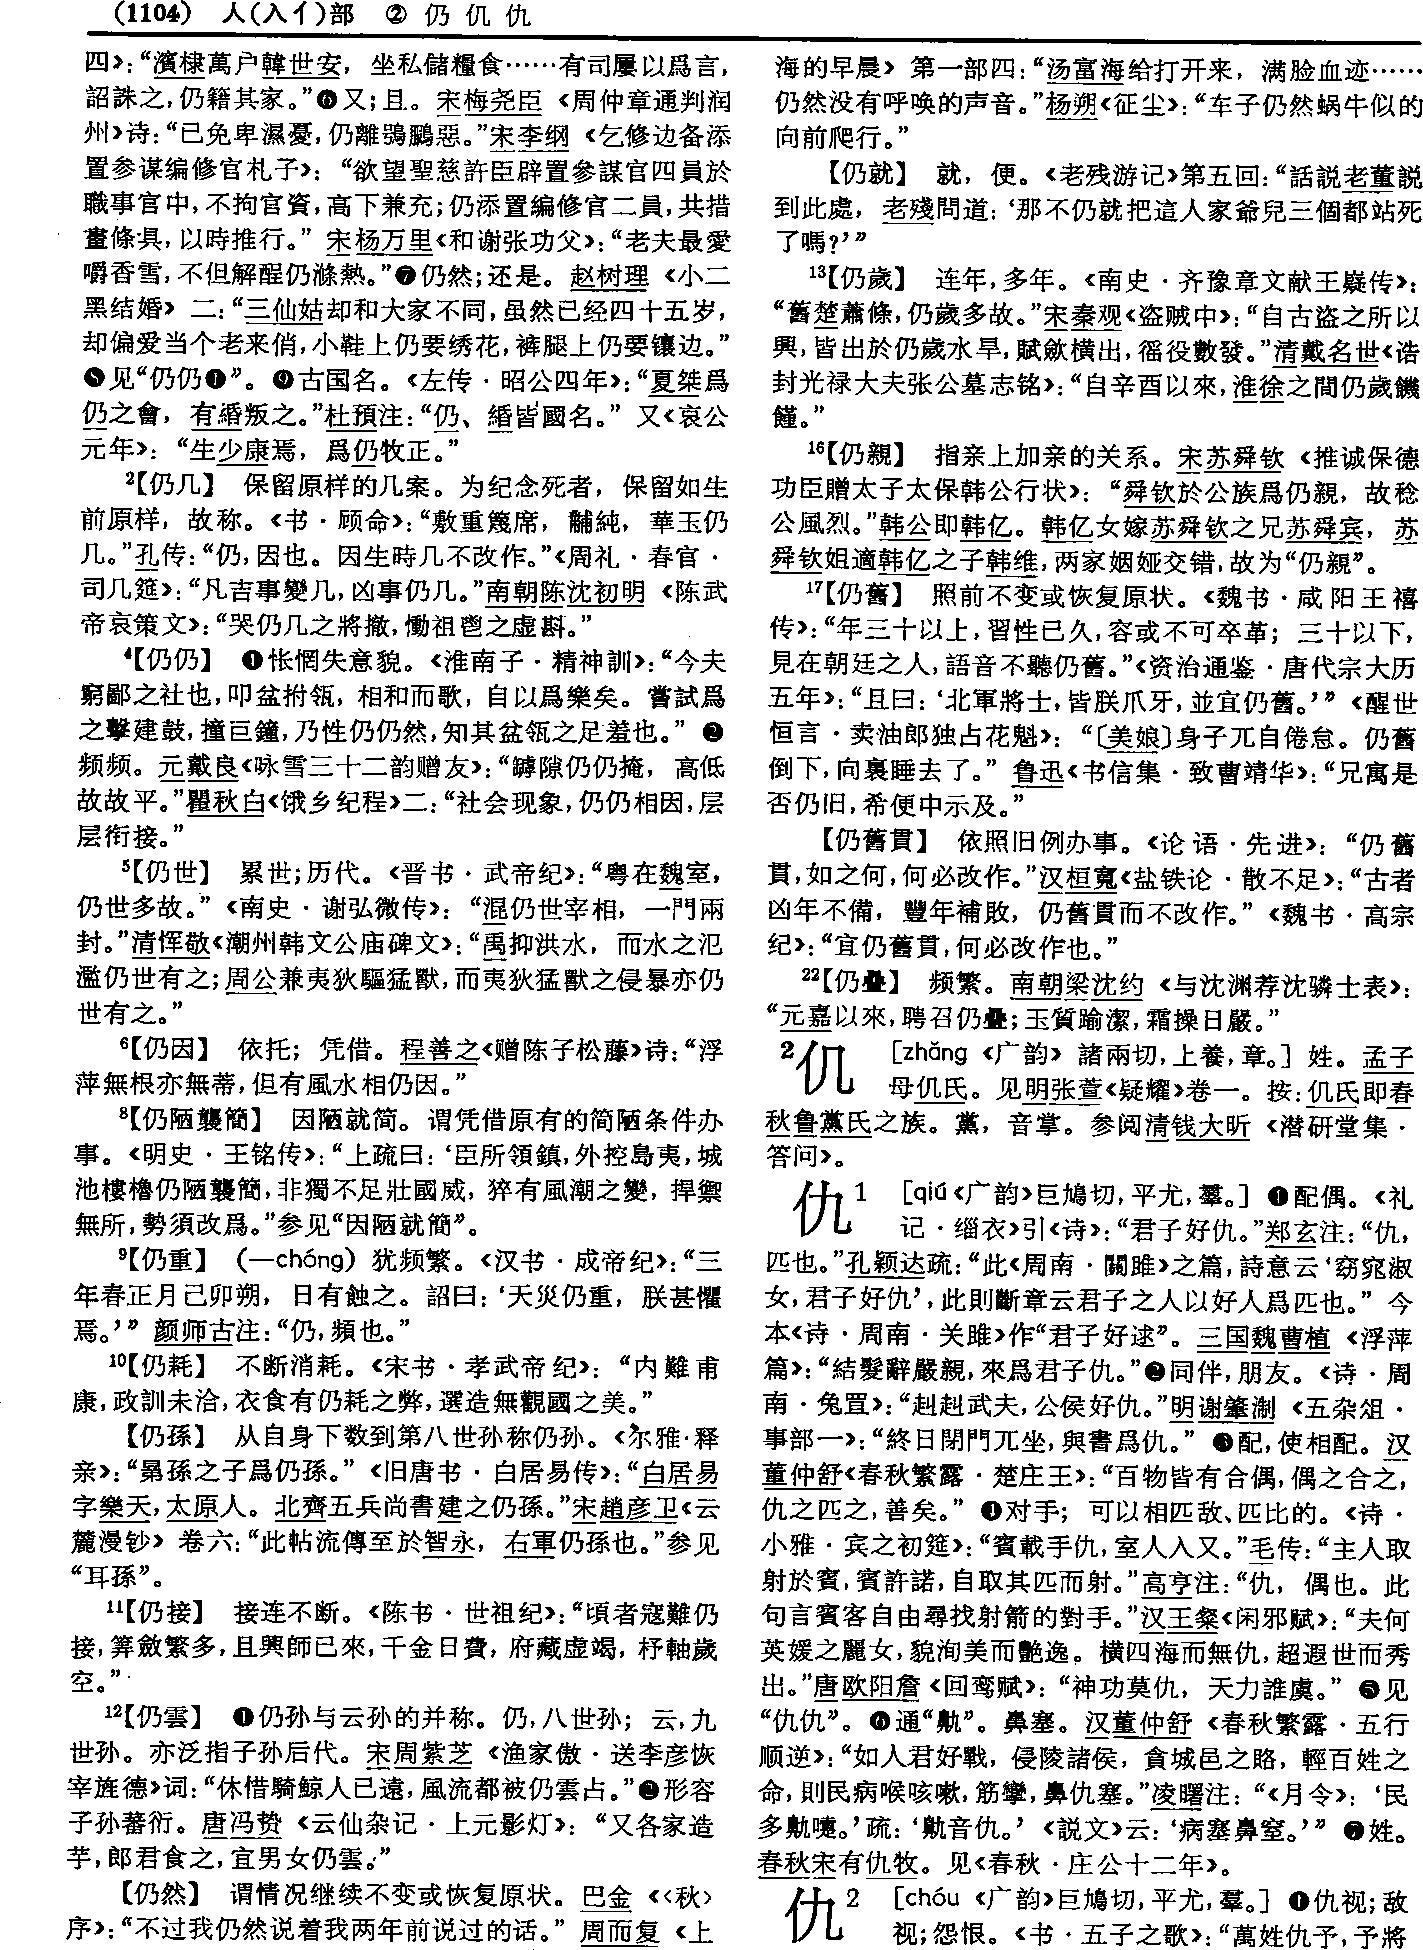 (1104) 人(入亻)部 ② 仍 仉 仇
四》：“濱棣萬户韓世安，坐私儲糧食……有司屢以爲言，
詔誅之，仍籍其家。”❻又；且。宋梅尧臣《周仲章通判润
州》诗：“已免卑濕憂，仍離鵶鵩惡。”宋李纲《乞修边备添
置参谋编修官札子》：“欲望聖慈許臣辟置參謀官四員於
職事官中，不拘官資，高下兼充；仍添置編修官二員，共措
畫條具，以時推行。”宋杨万里《和谢张功父》：“老夫最愛
嚼香雪，不但解酲仍滌熱。”❼仍然；还是。赵树理《小二
黑结婚》二：“三仙姑却和大家不同，虽然已经四十五岁，
却偏爱当个老来俏，小鞋上仍要绣花，裤腿上仍要镶边。”
❽见“仍仍❶”。❾古国名。《左传·昭公四年》：“夏桀爲
仍之會，有緡叛之。”杜預注：“仍、緡皆國名。”又《哀公
元年》：“生少康焉，爲仍牧正。”
²【仍几】 保留原样的几案。为纪念死者，保留如生
前原样，故称。《书·顾命》：“敷重篾席，黼純，華玉仍
几。”孔传：“仍，因也。因生時几不改作。”《周礼·春官·
司几筵》：“凡吉事變几，凶事仍几。”南朝陈沈初明《陈武
帝哀策文》：“哭仍几之將撤，慟祖鬯之虚斟。”
⁴【仍仍】 ❶怅惘失意貌。《淮南子·精神訓》：“今夫
窮鄙之社也，叩盆拊瓴，相和而歌，自以爲樂矣。嘗試爲
之擊建鼓，撞巨鐘，乃性仍仍然，知其盆瓴之足羞也。”❷
频频。元戴良《咏雪三十二韵赠友》：“罅隙仍仍掩，高低
故故平。”瞿秋白《饿乡纪程》二：“社会现象，仍仍相因，层
层衔接。”
⁵【仍世】 累世；历代。《晋书·武帝纪》：“粤在魏室，
仍世多故。”《南史·谢弘微传》：“混仍世宰相，一門兩
封。”清恽敬《潮州韩文公庙碑文》：“禹抑洪水，而水之氾
濫仍世有之；周公兼夷狄驅猛獸，而夷狄猛獸之侵暴亦仍
世有之。”
⁶【仍因】 依托；凭借。程善之《赠陈子松藤》诗：“浮
萍無根亦無蒂，但有風水相仍因。”
⁸【仍陋襲簡】 因陋就简。谓凭借原有的简陋条件办
事。《明史·王铭传》：“上疏曰：‘臣所領鎮，外控島夷，城
池樓櫓仍陋襲簡，非獨不足壯國威，猝有風潮之變，捍禦
無所，勢須改爲。”参见“因陋就簡”。
⁹【仍重】 (—chóng) 犹频繁。《汉书·成帝纪》：“三
年春正月己卯朔，日有蝕之。詔曰：‘天災仍重，朕甚懼
焉。’”颜师古注：“仍，頻也。”
¹⁰【仍耗】 不断消耗。《宋书·孝武帝纪》：“内難甫
康，政訓未洽，衣食有仍耗之弊，選造無觀國之美。”
【仍孫】 从自身下数到第八世孙称仍孙。《尔雅·释
亲》：“晜孫之子爲仍孫。”《旧唐书·白居易传》：“白居易
字樂天，太原人。北齊五兵尚書建之仍孫。”宋趙彦卫《云
麓漫钞》卷六：“此帖流傳至於智永，右軍仍孫也。”参见
“耳孫”。
¹¹【仍接】 接连不断。《陈书·世祖纪》：“頃者寇難仍
接，筭斂繁多，且興師已來，千金日費，府藏虚竭，杼軸歲
空。”
¹²【仍雲】 ❶仍孙与云孙的并称。仍，八世孙；云，九
世孙。亦泛指子孙后代。宋周紫芝《渔家傲·送李彦恢
宰旌德》词：“休惜騎鯨人已遠，風流都被仍雲占。”❷形容
子孙蕃衍。唐冯贽《云仙杂记·上元影灯》：“又各家造
芋，郎君食之，宜男女仍雲。”
【仍然】 谓情况继续不变或恢复原状。巴金《〈秋〉
序》：“不过我仍然说着我两年前说过的话。”周而复《上
海的早晨》第一部四：“汤富海给打开来，满脸血迹……
仍然没有呼唤的声音。”杨朔《征尘》：“车子仍然蜗牛似的
向前爬行。”
【仍就】 就，便。《老残游记》第五回：“話説老董説
到此處，老殘問道：‘那不仍就把這人家爺兒三個都站死
了嗎？’”
¹³【仍歲】 连年，多年。《南史·齐豫章文献王嶷传》：
“舊楚蕭條，仍歲多故。”宋秦观《盗贼中》：“自古盗之所以
興，皆出於仍歲水旱，賦斂横出，徭役數發。”清戴名世《诰
封光禄大夫张公墓志铭》：“自辛酉以來，淮徐之間仍歲饑
饉。”
¹⁶【仍親】 指亲上加亲的关系。宋苏舜钦《推诚保德
功臣赠太子太保韩公行状》：“舜钦於公族爲仍親，故稔
公風烈。”韩公即韩亿。韩亿女嫁苏舜钦之兄苏舜宾，苏
舜钦姐適韩亿之子韩维，两家姻娅交错，故为“仍親”。
¹⁷【仍舊】 照前不变或恢复原状。《魏书·咸阳王禧
传》：“年三十以上，習性已久，容或不可卒革；三十以下，
見在朝廷之人，語音不聽仍舊。”《资治通鉴·唐代宗大历
五年》：“且曰：‘北軍將士，皆朕爪牙，並宜仍舊。’”《醒世
恒言·卖油郎独占花魁》：“〔美娘〕身子兀自倦怠。仍舊
倒下，向裏睡去了。”鲁迅《书信集·致曹靖华》：“兄寓是
否仍旧，希便中示及。”
【仍舊貫】 依照旧例办事。《论语·先进》：“仍舊
貫，如之何，何必改作。”汉桓寬《盐铁论·散不足》：“古者
凶年不備，豐年補敗，仍舊貫而不改作。”《魏书·高宗
纪》：“宜仍舊貫，何必改作也。”
²²【仍疊】 频繁。南朝梁沈约《与沈渊荐沈骥士表》：
“元嘉以來，聘召仍疊；玉質踰潔，霜操日嚴。”
²仉 [zhǎng《广韵》諸兩切，上養，章。] 姓。孟子
母仉氏。见明张萱《疑耀》卷一。按：仉氏即春
秋鲁黨氏之族。黨，音掌。参阅清钱大昕《潜研堂集·
答问》。
仇¹ [qiú《广韵》巨鳩切，平尤，羣。] ❶配偶。《礼
记·缁衣》引《诗》：“君子好仇。”郑玄注：“仇，
匹也。”孔颖达疏：“此《周南·關雎》之篇，詩意云‘窈窕淑
女，君子好仇’，此則斷章云君子之人以好人爲匹也。”今
本《诗·周南·关雎》作“君子好逑”。三国魏曹植《浮萍
篇》：“結髮辭嚴親，來爲君子仇。”❷同伴，朋友。《诗·周
南·兔罝》：“赳赳武夫，公侯好仇。”明谢肇淛《五杂俎·
事部一》：“終日閉門兀坐，與書爲仇。”❸配，使相配。汉
董仲舒《春秋繁露·楚庄王》：“百物皆有合偶，偶之合之，
仇之匹之，善矣。”❹对手；可以相匹敌、匹比的。《诗·
小雅·宾之初筵》：“賓載手仇，室人入又。”毛传：“主人取
射於賓，賓許諾，自取其匹而射。”高亨注：“仇，偶也。此
句言賓客自由尋找射箭的對手。”汉王粲《闲邪赋》：“夫何
英媛之麗女，貌洵美而艷逸。横四海而無仇，超遐世而秀
出。”唐欧阳詹《回鸾赋》：“神功莫仇，天力誰虞。”❺见
“仇仇”。❻通“鼽”。鼻塞。汉董仲舒《春秋繁露·五行
顺逆》：“如人君好戰，侵陵諸侯，貪城邑之賂，輕百姓之
命，則民病喉咳嗽，筋攣，鼻仇塞。”凌曙注：“《月令》：‘民
多鼽嚏。’疏：‘鼽音仇。’《説文》云：‘病塞鼻窒。’”❼姓。
春秋宋有仇牧。见《春秋·庄公十二年》。
仇² [chóu《广韵》巨鳩切，平尤，羣。] ❶仇视；敌
视；怨恨。《书·五子之歌》：“萬姓仇予，予將